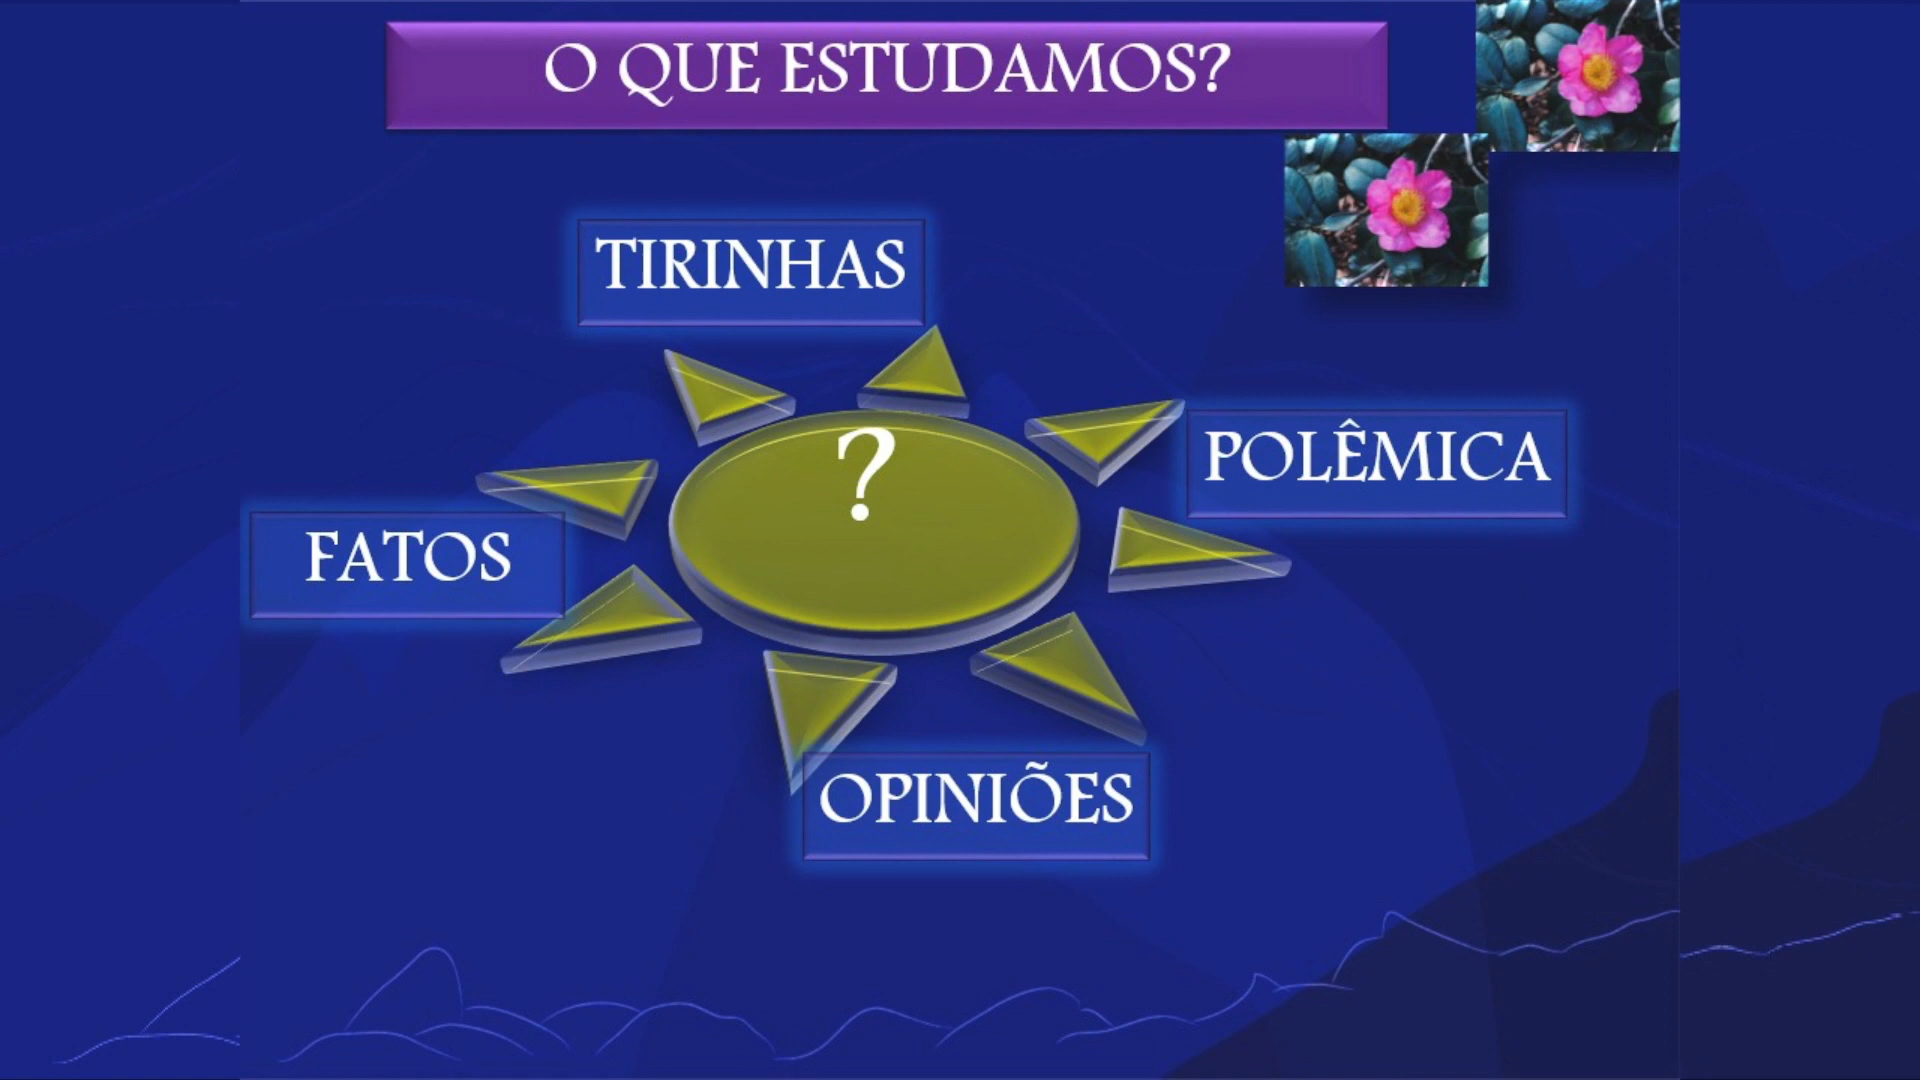 O QUE ESTUDAMOS?
TIRINHAS
?
POLÊMICA
FATOS
OPINIÕES